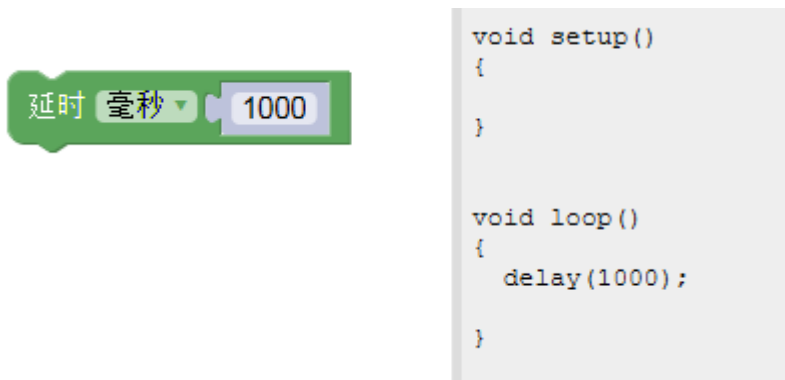 延时 毫秒 1000
void setup()
{
}
void loop()
{
delay(1000);
}